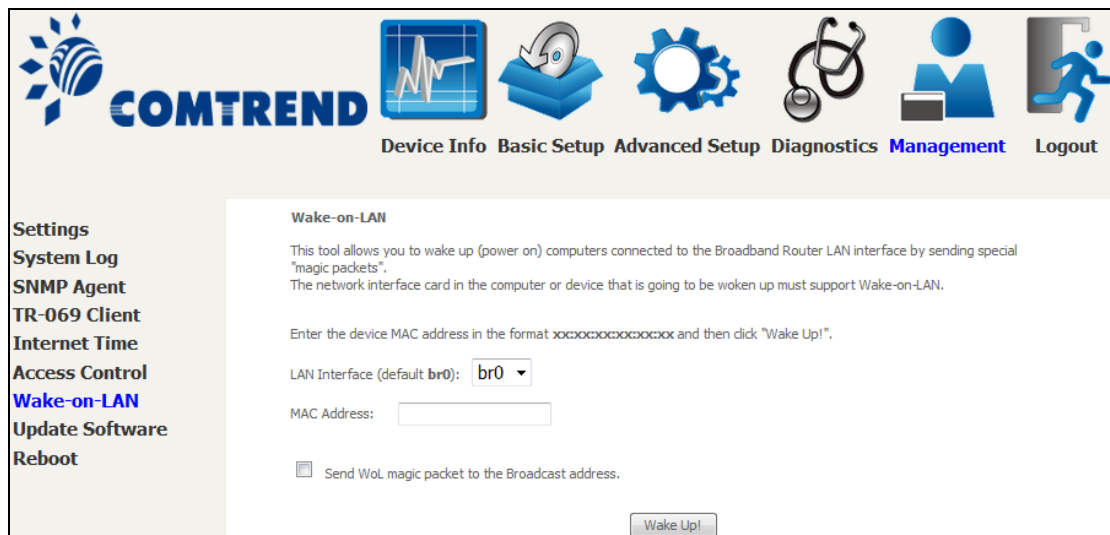 COMTREND
Device Info Basic Setup Advanced Setup Diagnostics Management Logout
Settings
System Log
SNMP Agent
TR-069 Client
Internet Time
Access Control
Wake-on-LAN
Update Software
Reboot
Wake-on-LAN
This tool allows you to wake up (power on) computers connected to the Broadband Router LAN interface by sending special
"magic packets".
The network interface card in the computer or device that is going to be woken up must support Wake-on-LAN.
Enter the device MAC address in the format xx:xx:xx:xx:xx:xx and then click "Wake Up!".
LAN Interface (default br0): br0
MAC Address:
Send WoL magic packet to the Broadcast address.
Wake Up!